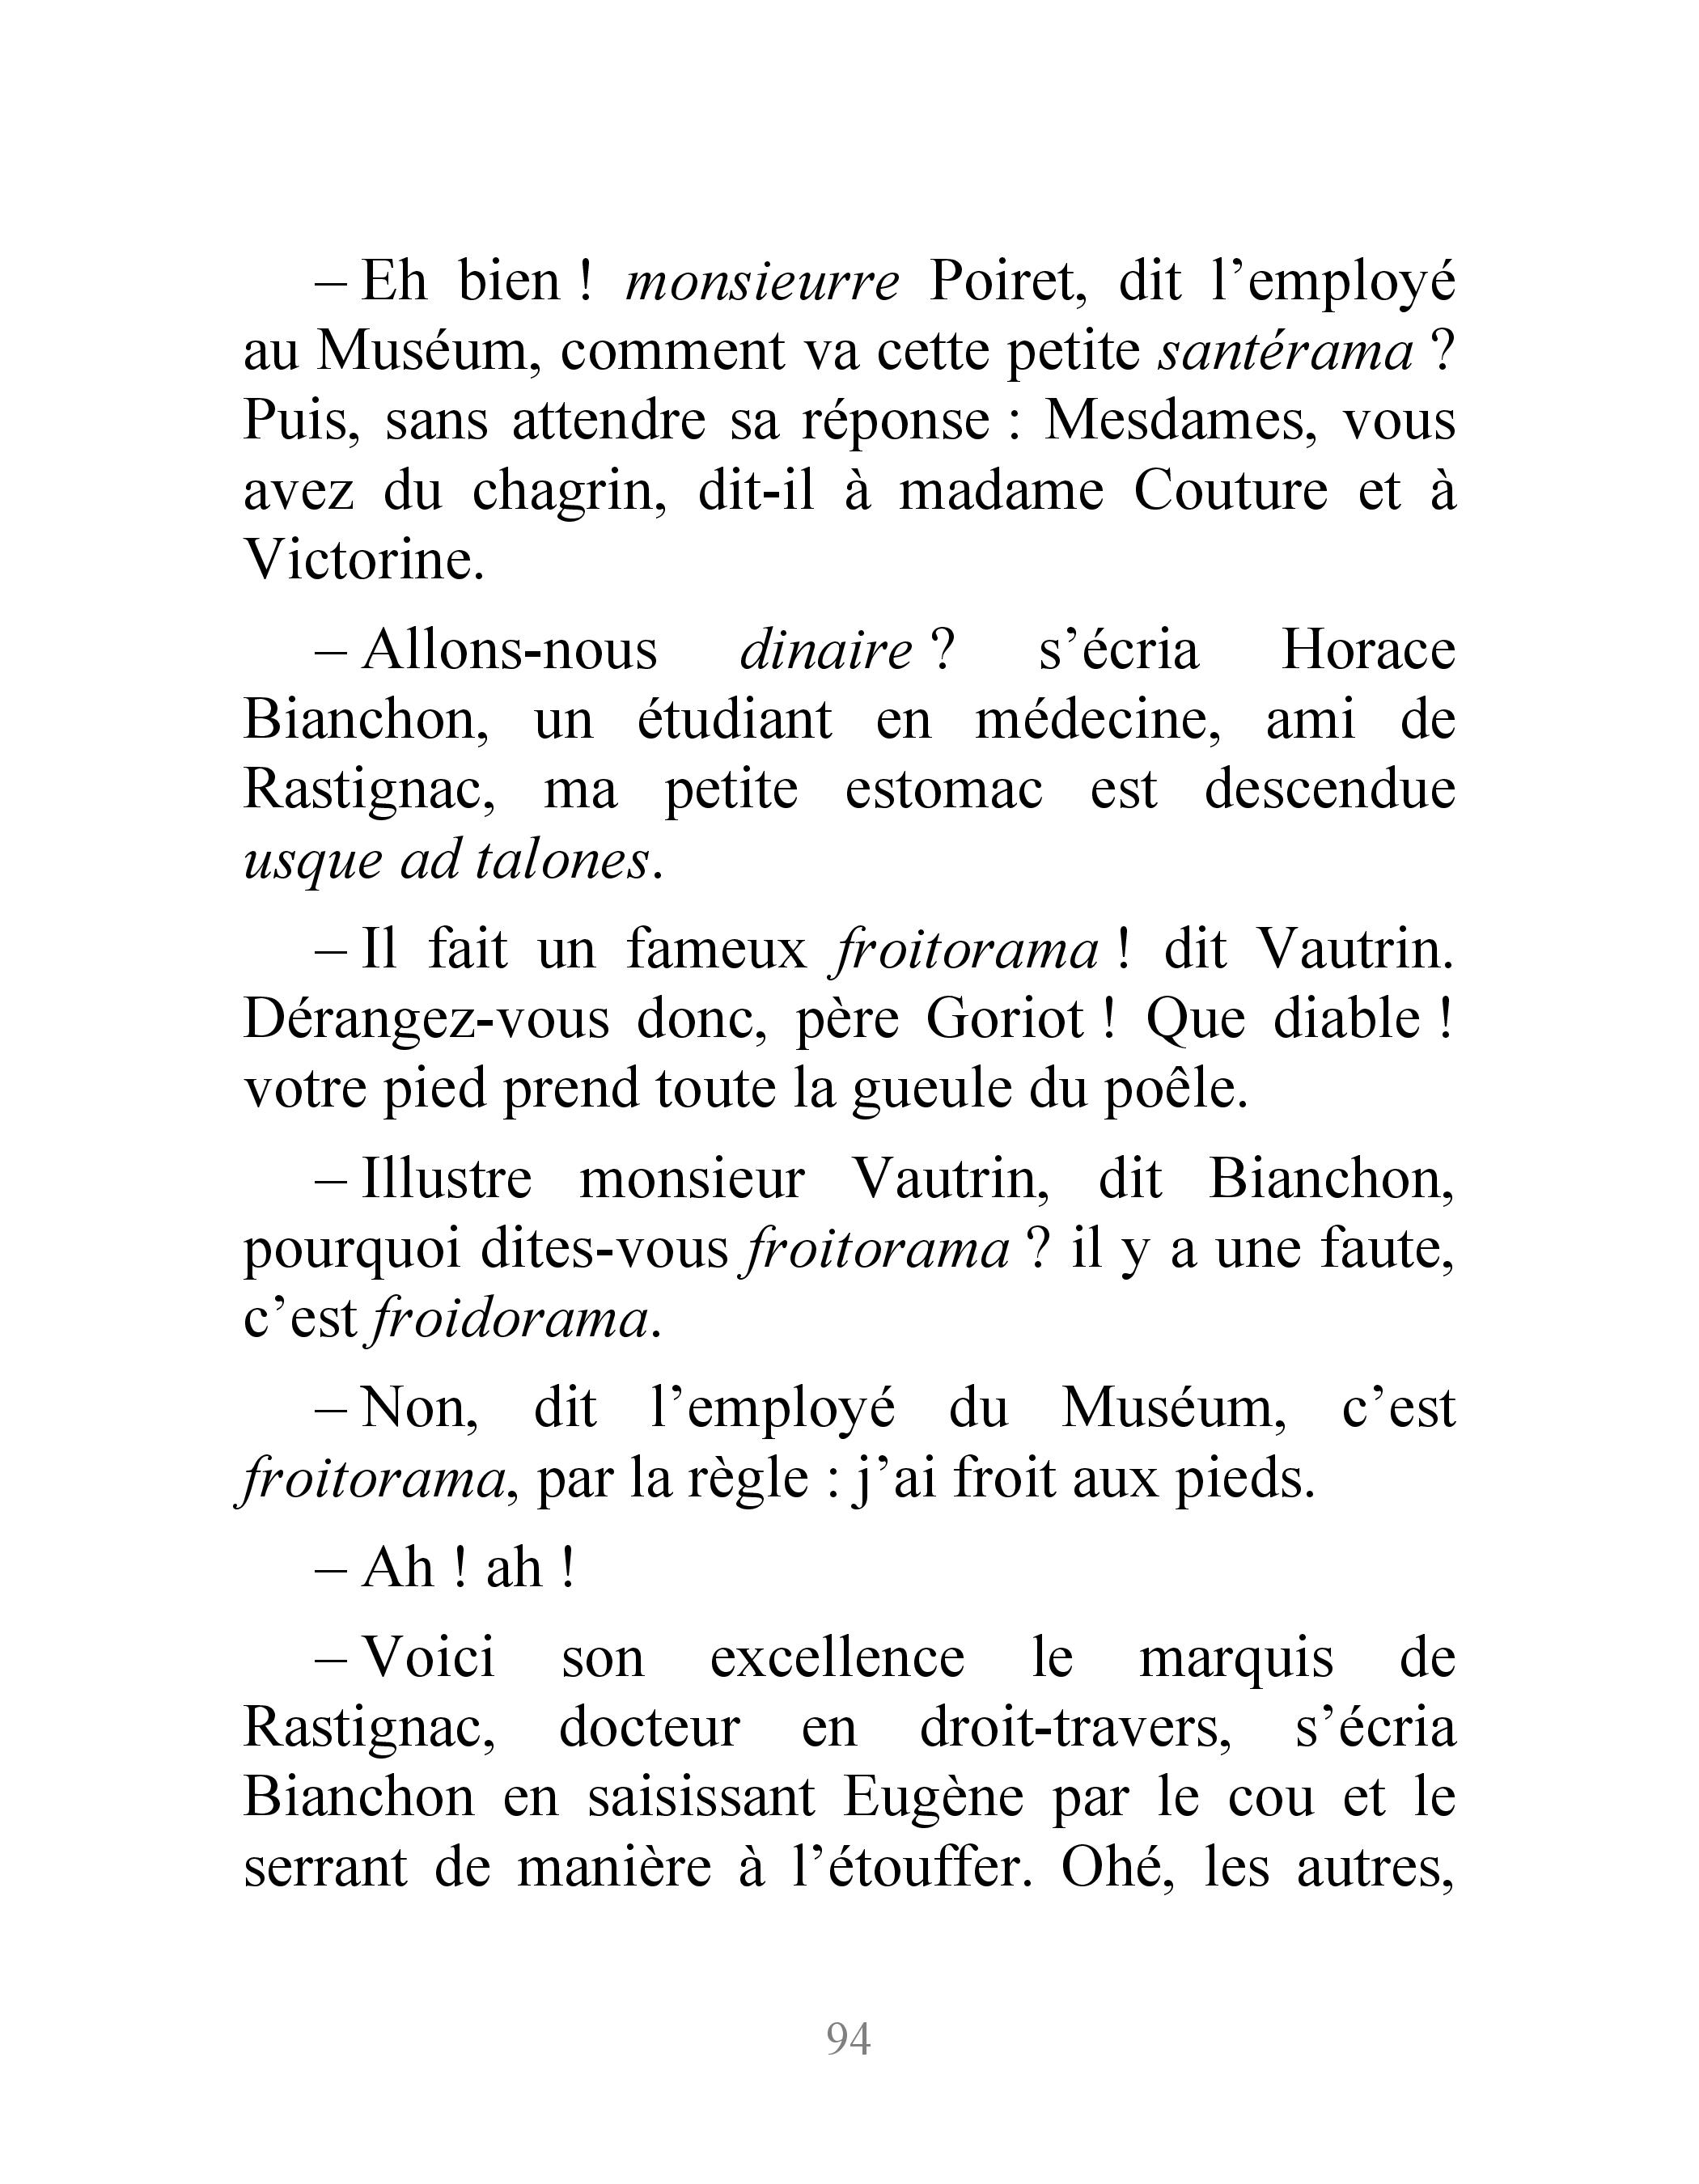 – Eh bien ! monsieurre Poiret, dit l’employé
au Muséum, comment va cette petite santérama ?
Puis, sans attendre sa réponse : Mesdames, vous
avez du chagrin, dit-il à madame Couture et à
Victorine.
– Allons-nous dinaire ? s’écria Horace
Bianchon, un étudiant en médecine, ami de
Rastignac, ma petite estomac est descendue
usque ad talones.
– Il fait un fameux froitorama ! dit Vautrin.
Dérangez-vous donc, père Goriot ! Que diable !
votre pied prend toute la gueule du poêle.
– Illustre monsieur Vautrin, dit Bianchon,
pourquoi dites-vous froitorama ? il y a une faute,
c’est froidorama.
– Non, dit l’employé du Muséum, c’est
froitorama, par la règle : j’ai froit aux pieds.
– Ah ! ah !
– Voici son excellence le marquis de
Rastignac, docteur en droit-travers, s’écria
Bianchon en saisissant Eugène par le cou et le
serrant de manière à l’étouffer. Ohé, les autres,
94